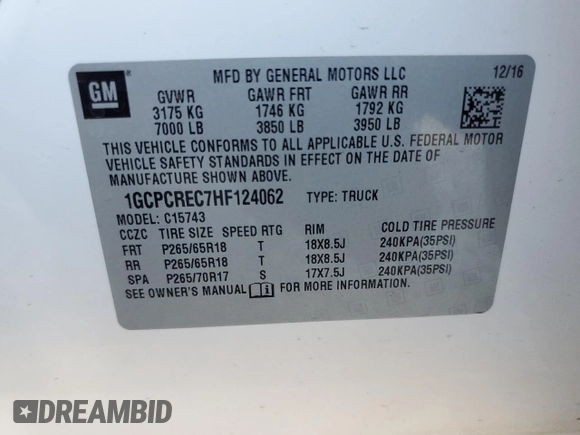 GM
MFD BY GENERAL MOTORS LLC 12/16
GVWR GAWR FRT GAWR RR
3175 KG 1746 KG 1792 KG
7000 LB 3850 LB 3950 LB
THIS VEHICLE CONFORMS TO ALL APPLICABLE U.S. FEDERAL MOTOR
VEHICLE SAFETY STANDARDS IN EFFECT ON THE DATE OF
MANUFACTURE SHOWN ABOVE.
1GCPCREC7HF124062 TYPE: TRUCK
MODEL: C15743
CCZC TIRE SIZE SPEED RTG RIM COLD TIRE PRESSURE
FRT P265/65R18 T 18X8.5J 240KPA(35PSI)
RR P265/65R18 T 18X8.5J 240KPA(35PSI)
SPA P265/70R17 S 17X7.5J 240KPA(35PSI)
SEE OWNER'S MANUAL FOR MORE INFORMATION.
DREAMBID